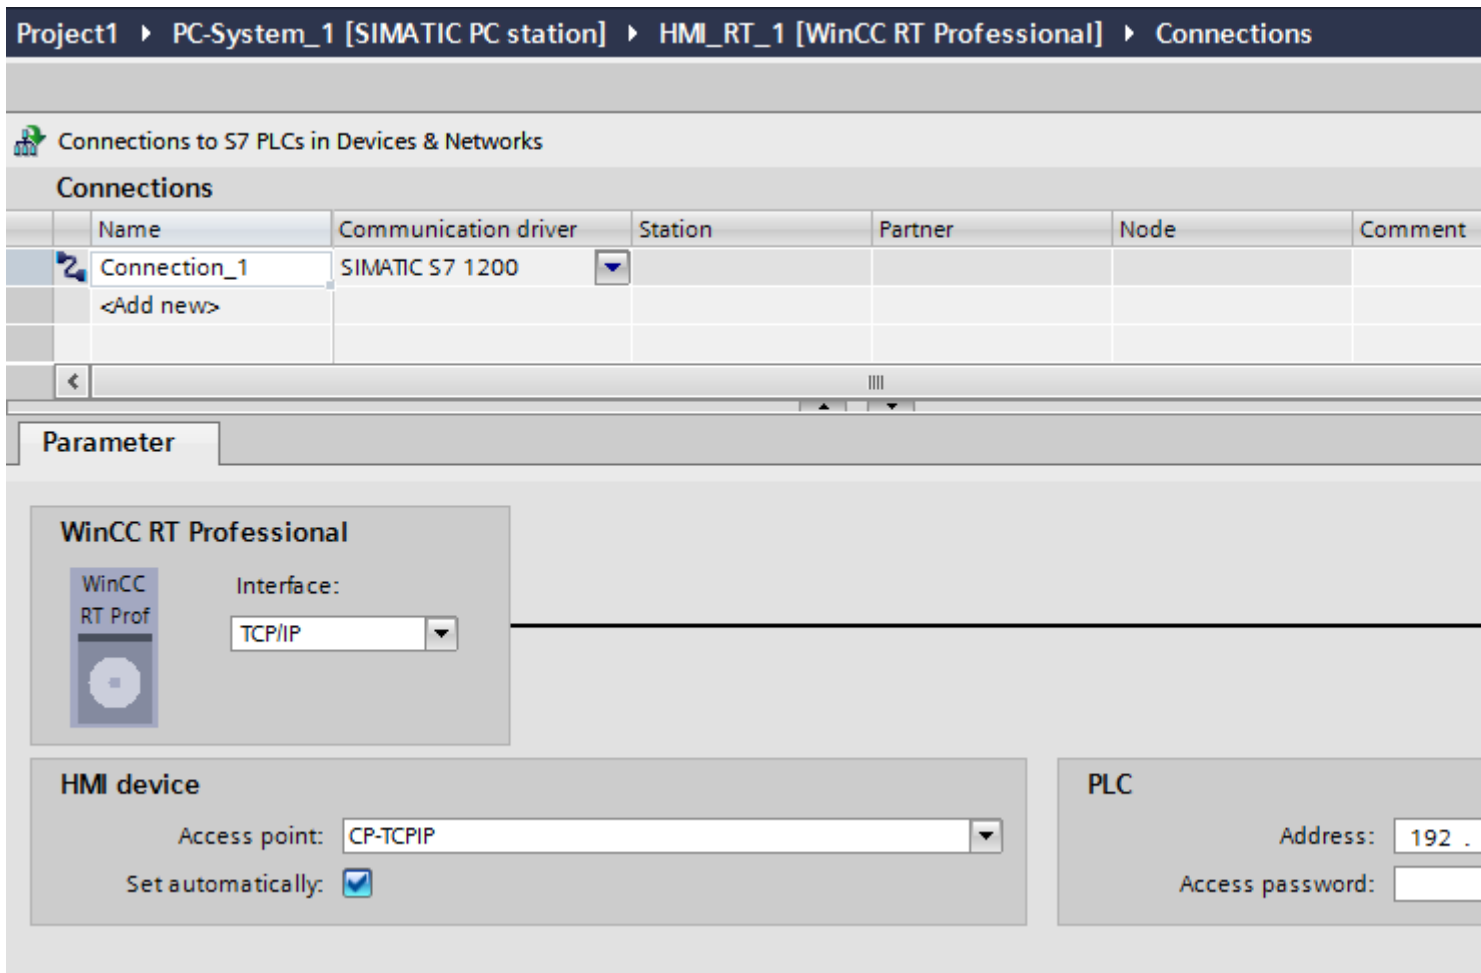 Project1 ▸ PC-System_1 [SIMATIC PC station] ▸ HMI_RT_1 [WinCC RT Professional] ▸ Connections
Connections to S7 PLCs in Devices & Networks
Connections
Name Communication driver Station Partner Node Comment
Connection_1 SIMATIC S7 1200
<Add new>
Parameter
WinCC RT Professional
WinCC
RT Prof
Interface:
TCP/IP
HMI device
Access point: CP-TCPIP
Set automatically:
PLC
Address: 192 .
Access password: